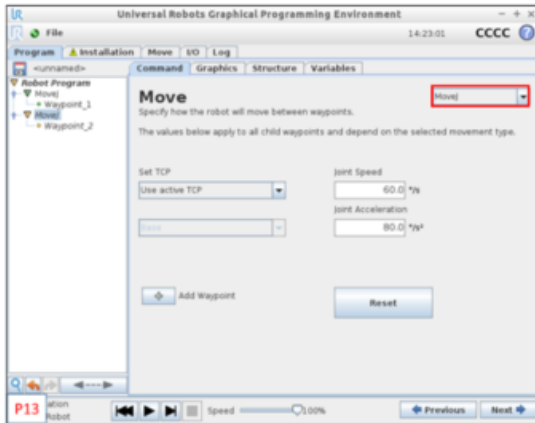 Universal Robots Graphical Programming Environment
File
14:23:01
CCCC
?
Program
Installation
Move
I/O
Log
<unnamed>
Command
Graphics
Structure
Variables
Robot Program
MoveJ
Waypoint_1
MoveJ
Waypoint_2
Move
MoveJ
Specify how the robot will move between waypoints.
The values below apply to all child waypoints and depend on the selected movement type.
Set TCP
Joint Speed
Use active TCP
60.0 °/s
Joint Acceleration
Base
80.0 °/s²
Add Waypoint
Reset
P13
ation
Robot
Speed
100%
Previous
Next